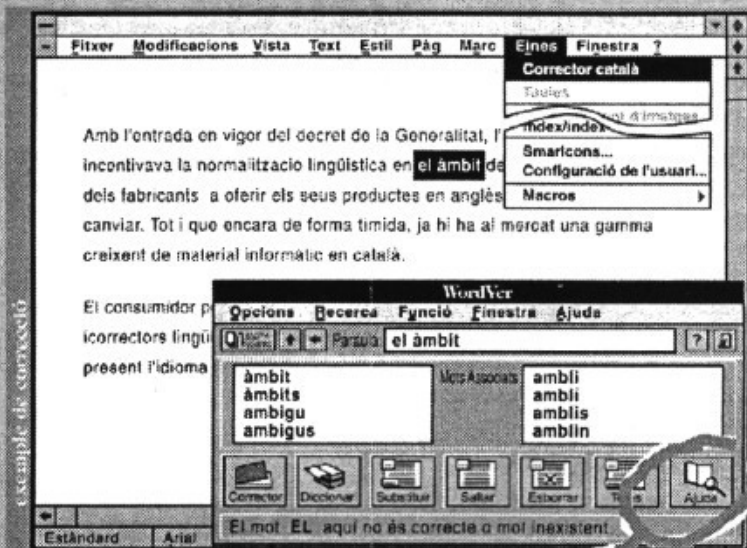 Fitxer Modificacions Vista Text Estil Pàg Marc Eines Finestra ?
Corrector català
Taules
d'imatges
Index/index
SmarIcons...
Configuració de l'usuari...
Macros
Amb l'entrada en vigor del decret de la Generalitat, l'
incentivava la normalització lingüística en el àmbit de
dels fabricants a oferir els seus productes en anglès
canviar. Tot i que encara de forma timida, ja hi ha al mercat una gamma
creixent de material informàtic en català.
El consumidor p
icorrectors lingüi
present l'idioma
WordVer
Opcions Recerca Funció Finestra Ajuda
Paraula el àmbit ?
àmbit
àmbits
ambigu
ambigus
Mots Associats
ambli
ambli
amblis
amblin
Corrector Diccionar Substituir Saltar Esborrar Ajuda
El mot EL aquí no és correcte o mot inexistent
Estàndard Arial
exemple de correcció